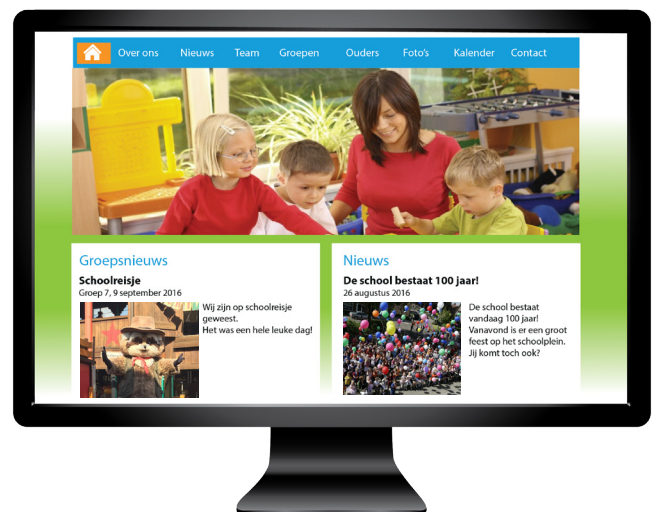 Over ons Nieuws Team Groepen Ouders Foto's Kalender Contact
Groepsnieuws
Schoolreisje
Groep 7, 9 september 2016
Wij zijn op schoolreisje
geweest.
Het was een hele leuke dag!
Nieuws
De school bestaat 100 jaar!
26 augustus 2016
De school bestaat
vandaag 100 jaar!
Vanavond is er een groot
feest op het schoolplein.
Jij komt toch ook?